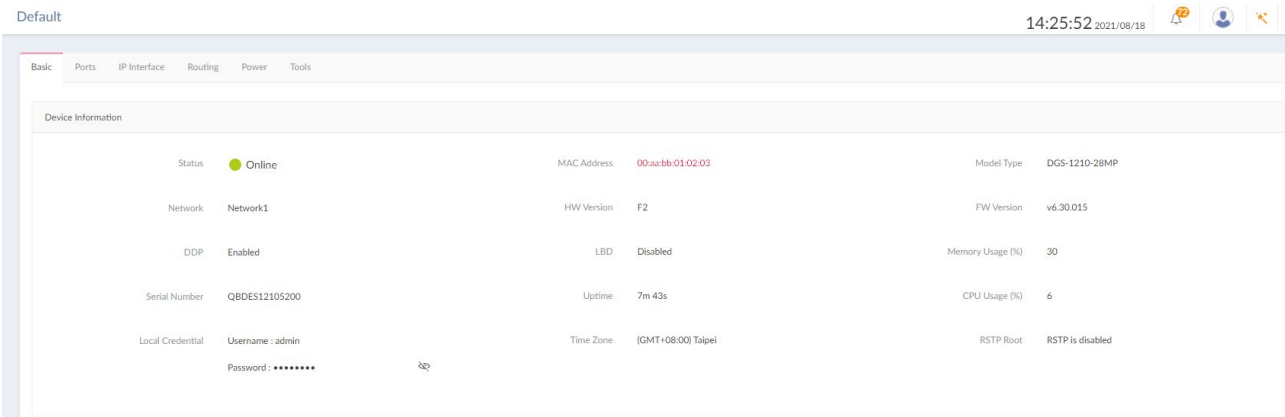 Default
14:25:52 2021/08/18
72
Basic Ports IP Interface Routing Power Tools
Device Information
Status Online MAC Address 00:aa:bb:01:02:03 Model Type DGS-1210-28MP
Network Network1 HW Version F2 FW Version v6.30.015
DDP Enabled LBD Disabled Memory Usage (%) 30
Serial Number QBDES12105200 Uptime 7m 43s CPU Usage (%) 6
Local Credential Username : admin Time Zone (GMT+08:00) Taipei RSTP Root RSTP is disabled
Password : ••••••••